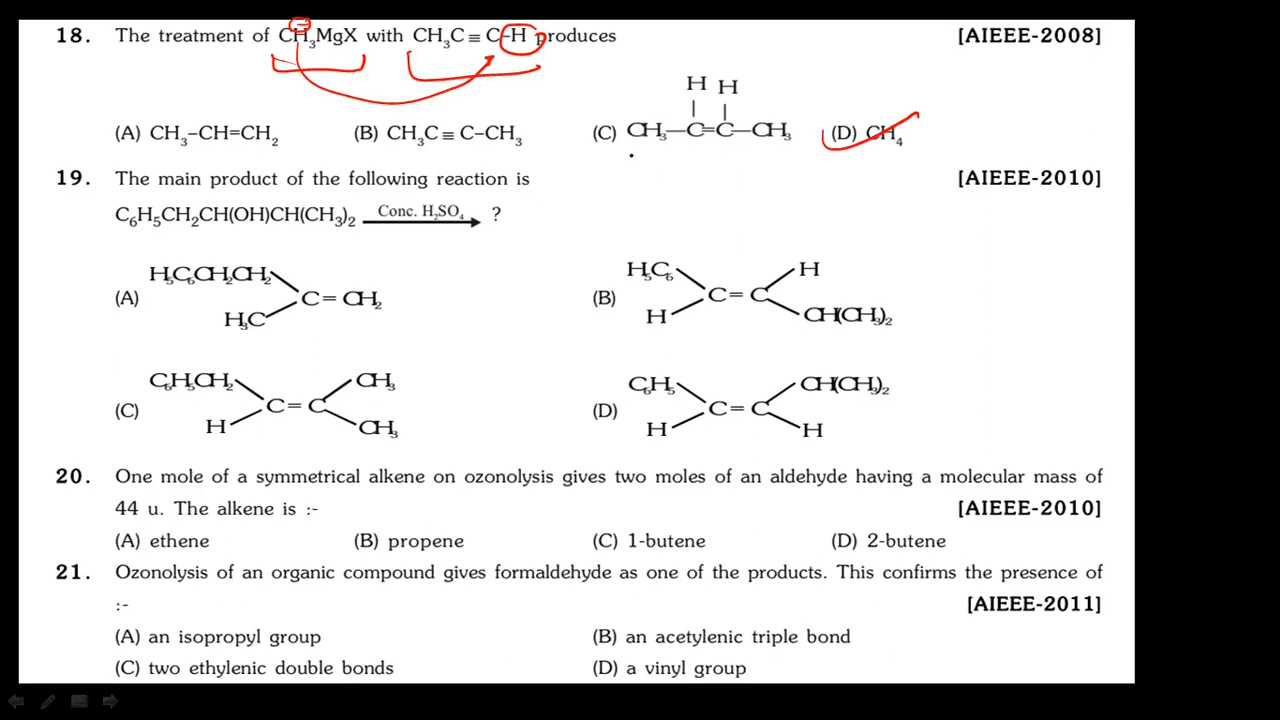 18. The treatment of CH₃MgX with CH₃C≡C–H produces [AIEEE-2008]
H H
(A) CH₃–CH=CH₂ (B) CH₃C≡C–CH₃ (C) CH₃–C=C–CH₃ (D) CH₄
19. The main product of the following reaction is [AIEEE-2010]
C₆H₅CH₂CH(OH)CH(CH₃)₂ Conc. H₂SO₄ ?
H₅C₆CH₂CH₂ H₅C₆ H
(A) C=CH₂ (B) C=C
H₃C H CH(CH₃)₂
C₆H₅CH₂ CH₃ C₆H₅ CH(CH₃)₂
(C) C=C (D) C=C
H CH₃ H H
20. One mole of a symmetrical alkene on ozonolysis gives two moles of an aldehyde having a molecular mass of
44 u. The alkene is :- [AIEEE-2010]
(A) ethene (B) propene (C) 1-butene (D) 2-butene
21. Ozonolysis of an organic compound gives formaldehyde as one of the products. This confirms the presence of
:- [AIEEE-2011]
(A) an isopropyl group (B) an acetylenic triple bond
(C) two ethylenic double bonds (D) a vinyl group